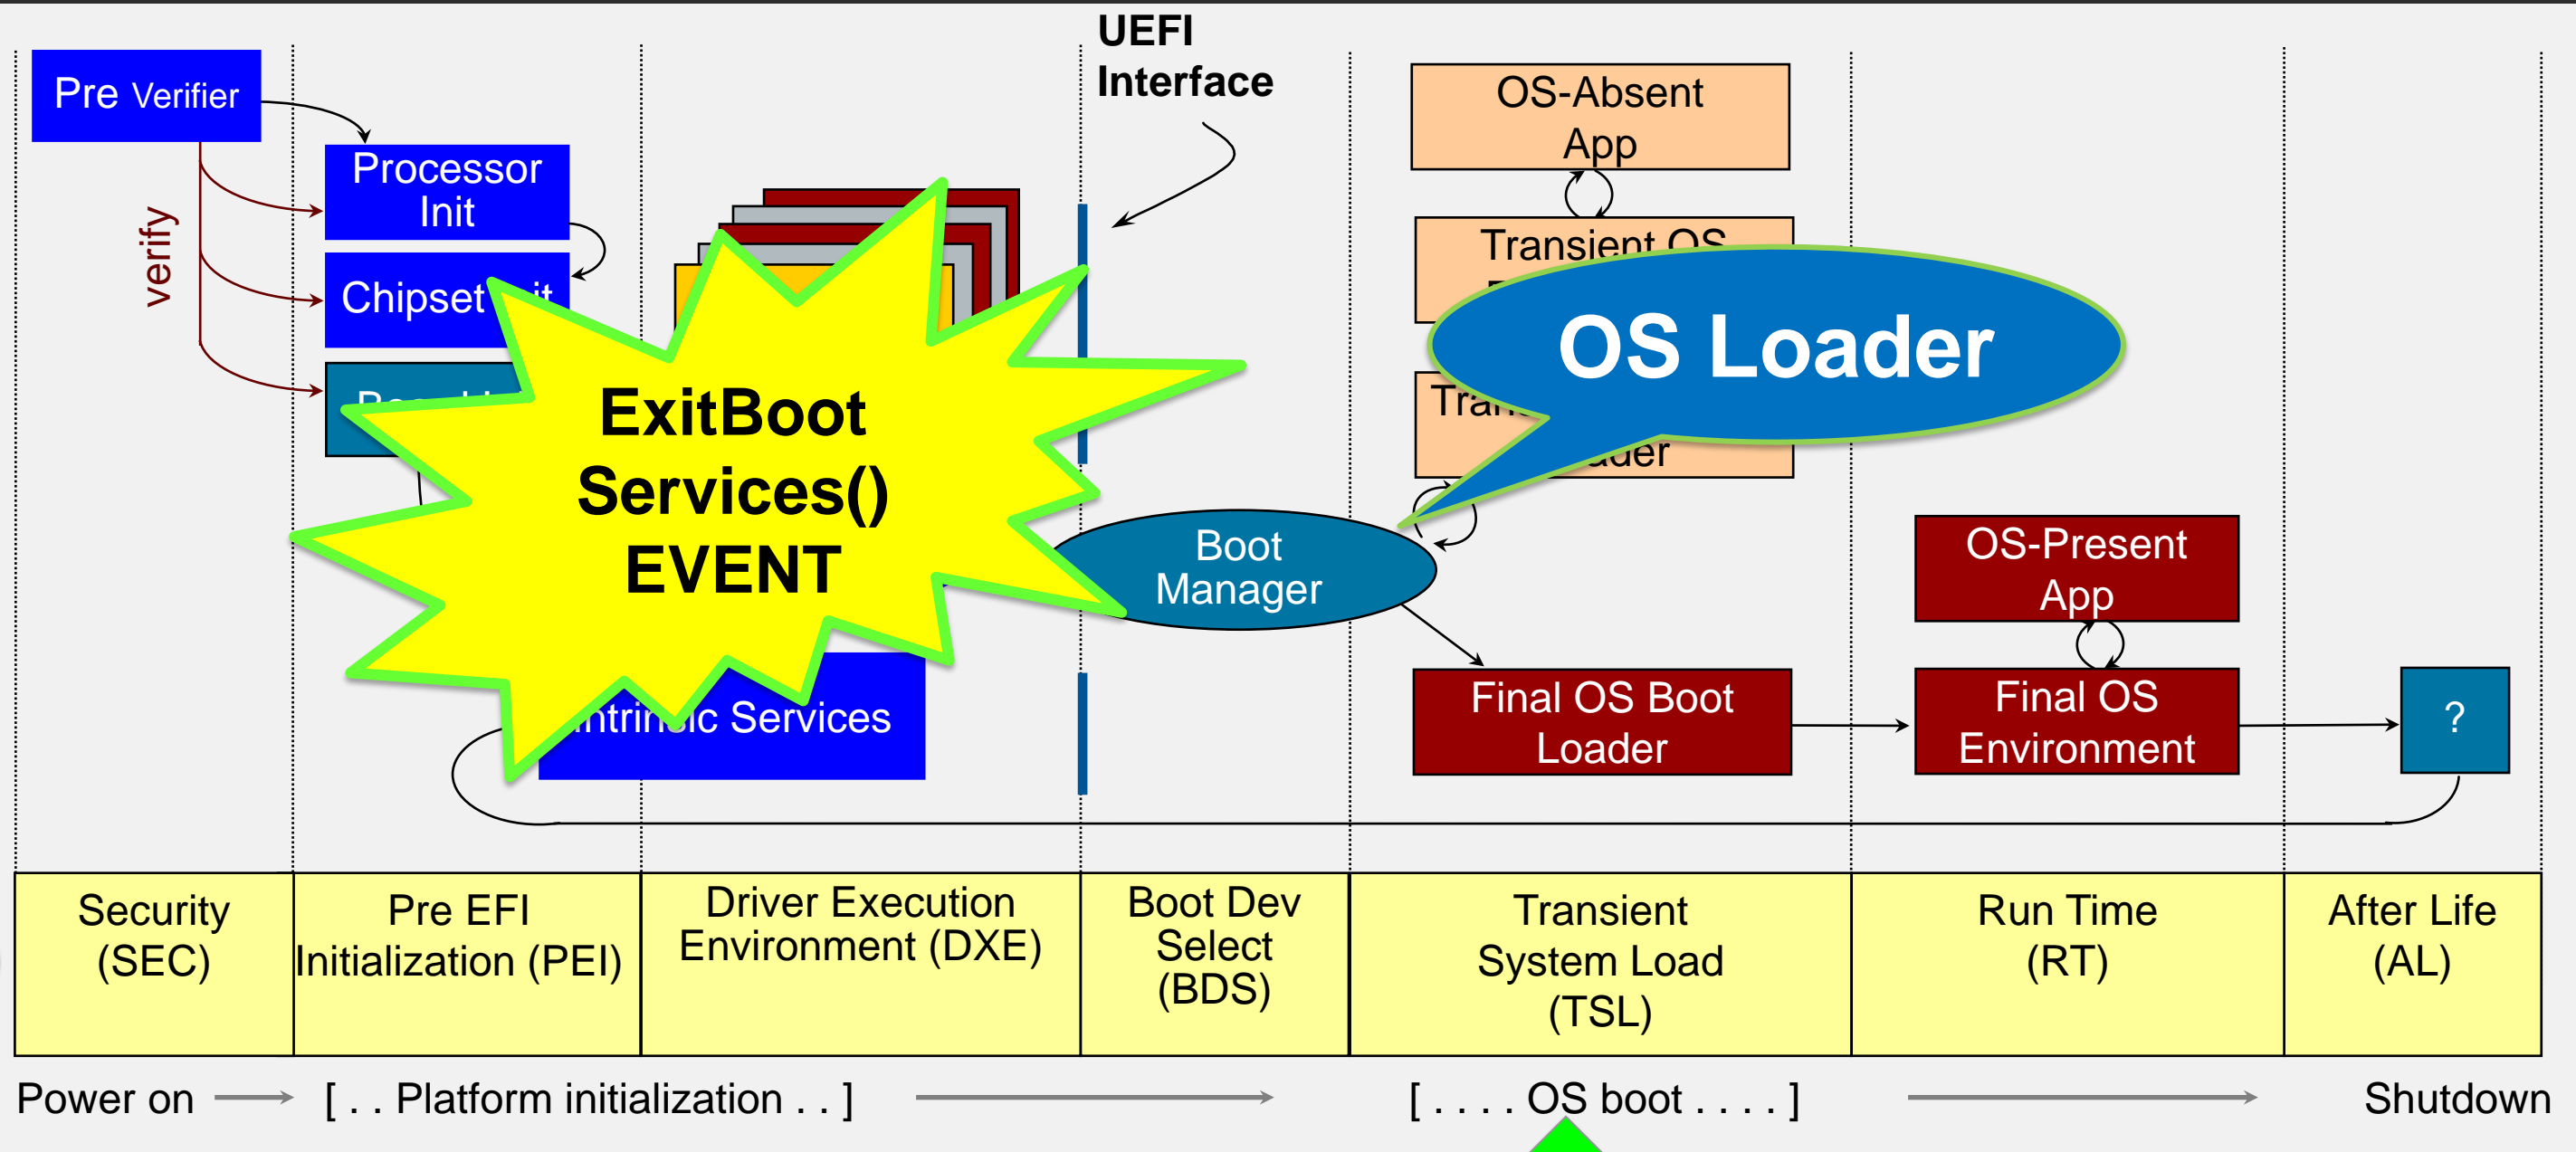 UEFI
Interface
Pre Verifier
verify
Processor
Init
Chipset
OS-Absent
App
Transient OS
OS Loader
ExitBoot
Services()
EVENT
Boot
Manager
Intrinsic Services
Final OS Boot
Loader
OS-Present
App
Final OS
Environment
?
Security
(SEC)
Pre EFI
Initialization (PEI)
Driver Execution
Environment (DXE)
Boot Dev
Select
(BDS)
Transient
System Load
(TSL)
Run Time
(RT)
After Life
(AL)
Power on
[ . . Platform initialization . . ]
[ . . . . OS boot . . . . ]
Shutdown